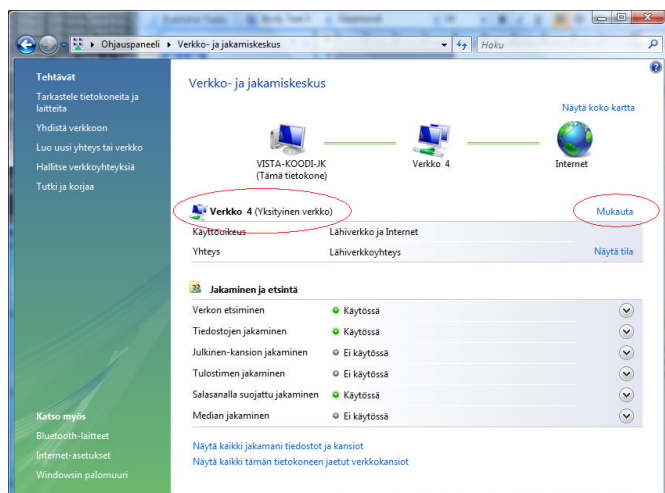 Ohjauspaneeli ▸ Verkko- ja jakamiskeskus
Haku
Tehtävät
Tarkastele tietokoneita ja
laitteita
Yhdistä verkkoon
Luo uusi yhteys tai verkko
Hallitse verkkoyhteyksiä
Tutki ja korjaa
Katso myös
Bluetooth-laitteet
Internet-asetukset
Windowsin palomuuri
Verkko- ja jakamiskeskus
Näytä koko kartta
VISTA-KOODI-JK
(Tämä tietokone)
Verkko 4
Internet
Verkko 4 (Yksityinen verkko) Mukauta
Käyttöoikeus Lähiverkko ja Internet
Yhteys Lähiverkkoyhteys Näytä tila
Jakaminen ja etsintä
Verkon etsiminen Käytössä
Tiedostojen jakaminen Käytössä
Julkinen-kansion jakaminen Ei käytössä
Tulostimen jakaminen Ei käytössä
Salasanalla suojattu jakaminen Käytössä
Median jakaminen Ei käytössä
Näytä kaikki jakamani tiedostot ja kansiot
Näytä kaikki tämän tietokoneen jaetut verkkokansiot